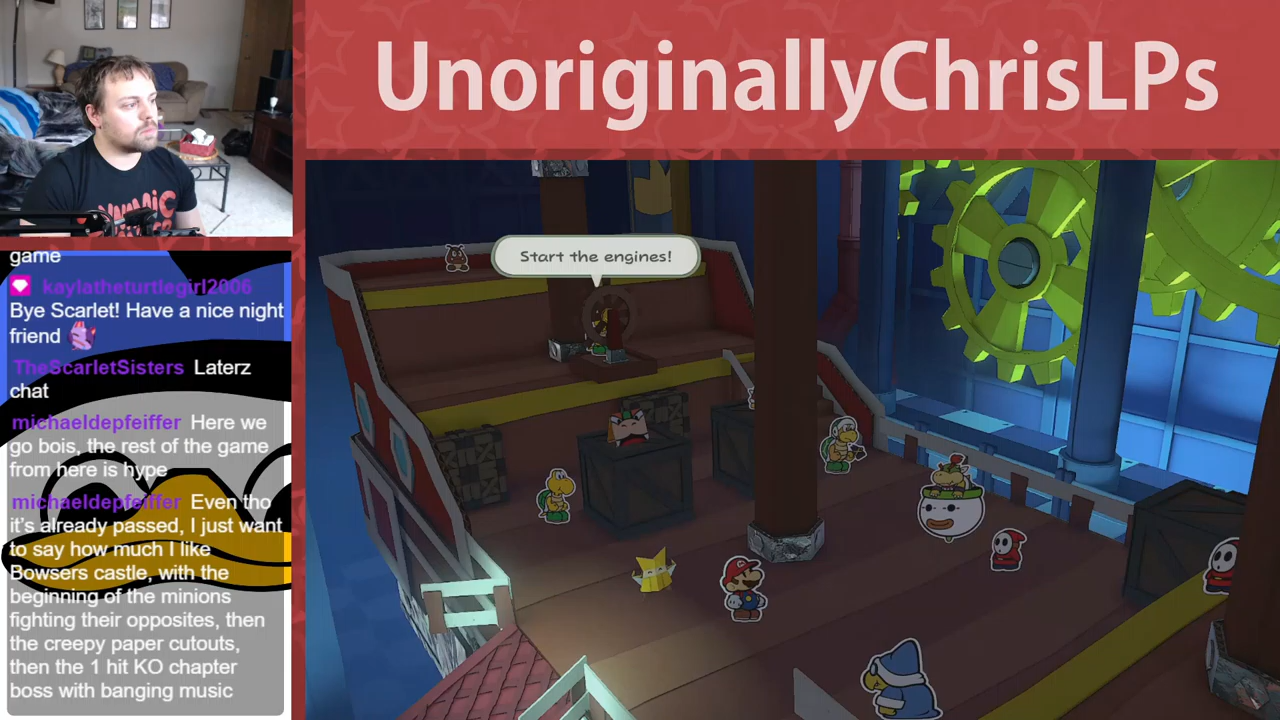 UnoriginallyChrisLPs
Start the engines!
game
kaylatheturtlegirl2006
Bye Scarlet! Have a nice night
friend
TheScarletSisters Laterz
chat
michaeldepfeiffer Here we
go bois, the rest of the game
from here is hype
michaeldepfeiffer Even tho
it's already passed, I just want
to say how much I like
Bowsers castle, with the
beginning of the minions
fighting their opposites, then
the creepy paper cutouts,
then the 1 hit KO chapter
boss with banging music